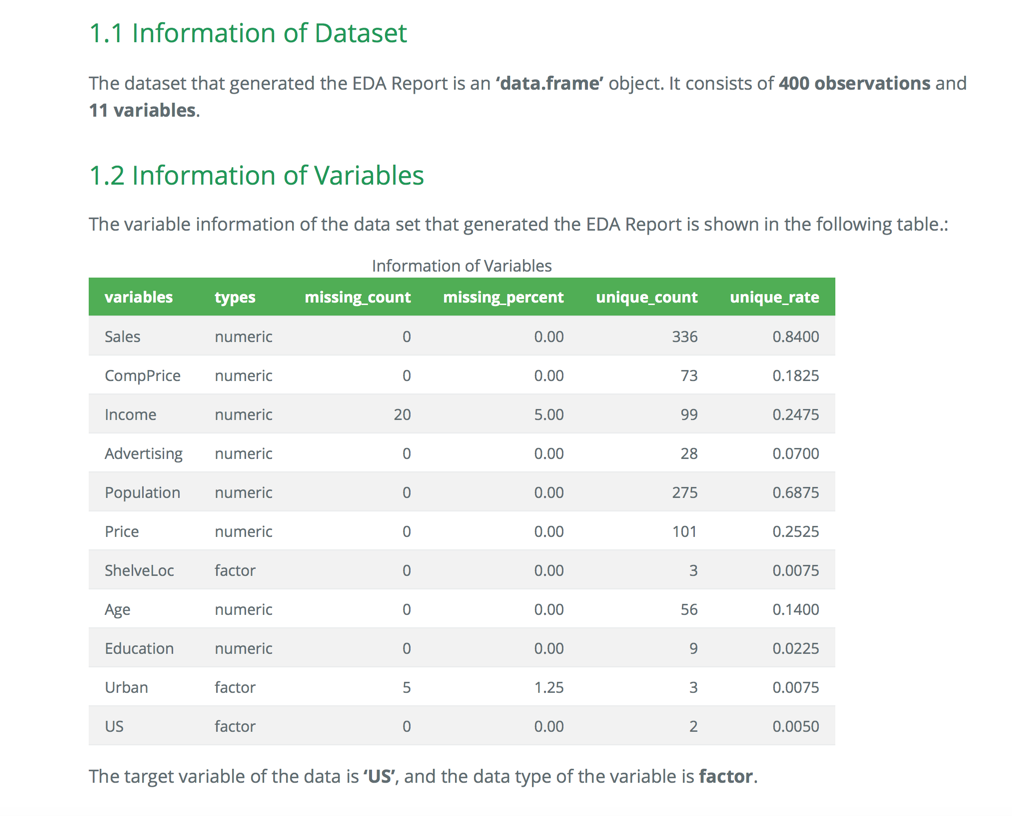 1.1 Information of Dataset
The dataset that generated the EDA Report is an ‘data.frame’ object. It consists of 400 observations and
11 variables.
1.2 Information of Variables
The variable information of the data set that generated the EDA Report is shown in the following table.:
Information of Variables
variables types missing_count missing_percent unique_count unique_rate
Sales numeric 0 0.00 336 0.8400
CompPrice numeric 0 0.00 73 0.1825
Income numeric 20 5.00 99 0.2475
Advertising numeric 0 0.00 28 0.0700
Population numeric 0 0.00 275 0.6875
Price numeric 0 0.00 101 0.2525
ShelveLoc factor 0 0.00 3 0.0075
Age numeric 0 0.00 56 0.1400
Education numeric 0 0.00 9 0.0225
Urban factor 5 1.25 3 0.0075
US factor 0 0.00 2 0.0050
The target variable of the data is ‘US’, and the data type of the variable is factor.